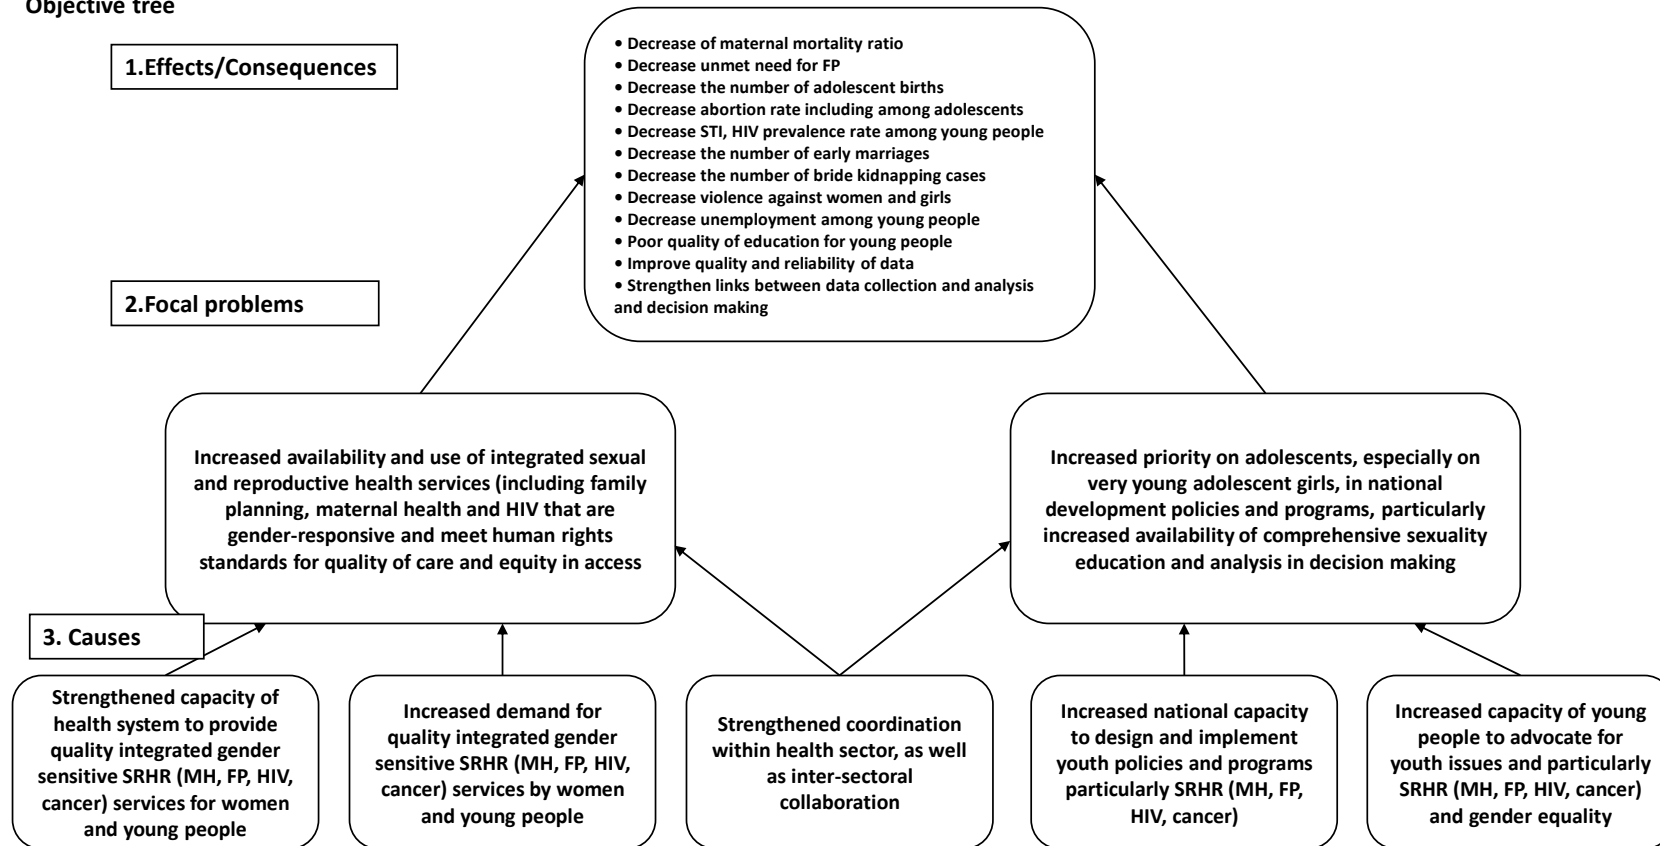 Objective tree
1.Effects/Consequences
• Decrease of maternal mortality ratio
• Decrease unmet need for FP
• Decrease the number of adolescent births
• Decrease abortion rate including among adolescents
• Decrease STI, HIV prevalence rate among young people
• Decrease the number of early marriages
• Decrease the number of bride kidnapping cases
• Decrease violence against women and girls
• Decrease unemployment among young people
• Poor quality of education for young people
• Improve quality and reliability of data
• Strengthen links between data collection and analysis
and decision making
2.Focal problems
Increased availability and use of integrated sexual
and reproductive health services (including family
planning, maternal health and HIV that are
gender-responsive and meet human rights
standards for quality of care and equity in access
Increased priority on adolescents, especially on
very young adolescent girls, in national
development policies and programs, particularly
increased availability of comprehensive sexuality
education and analysis in decision making
3. Causes
Strengthened capacity of
health system to provide
quality integrated gender
sensitive SRHR (MH, FP, HIV,
cancer) services for women
and young people
Increased demand for
quality integrated gender
sensitive SRHR (MH, FP, HIV,
cancer) services by women
and young people
Strengthened coordination
within health sector, as well
as inter-sectoral
collaboration
Increased national capacity
to design and implement
youth policies and programs
particularly SRHR (MH, FP,
HIV, cancer)
Increased capacity of young
people to advocate for
youth issues and particularly
SRHR (MH, FP, HIV, cancer)
and gender equality